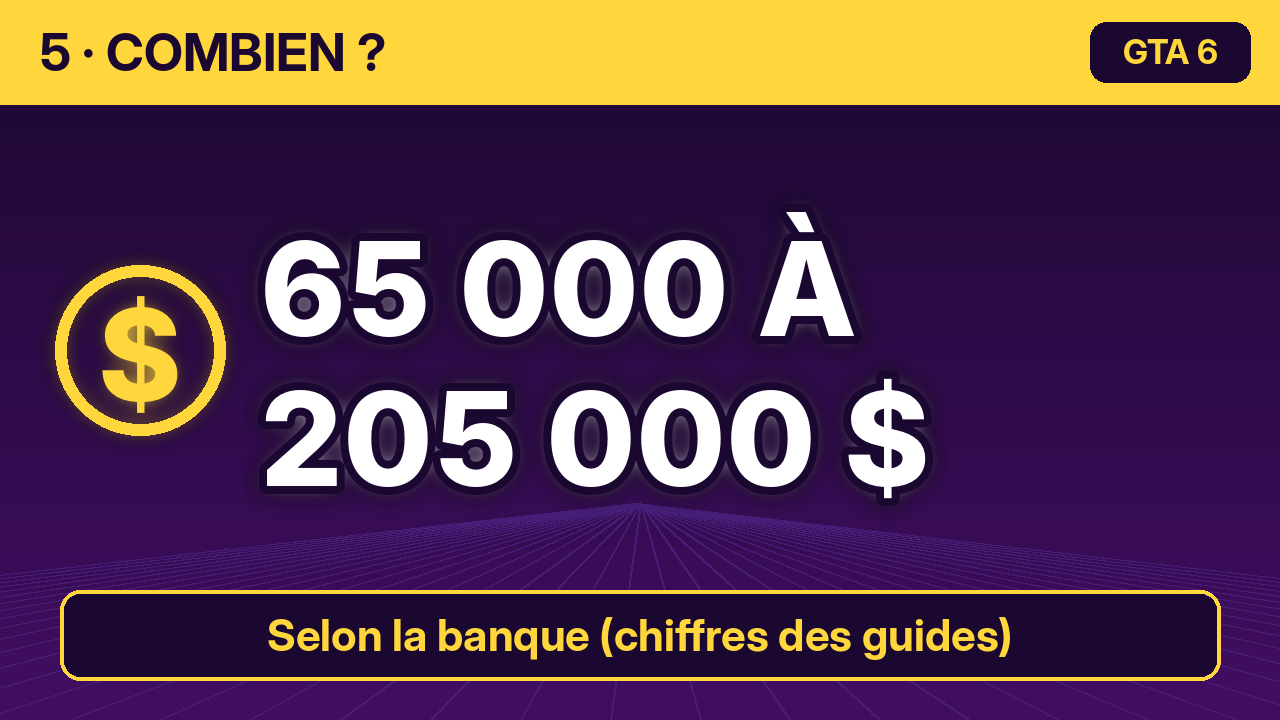 5 · COMBIEN ?
GTA 6
$
65 000 À
205 000 $
Selon la banque (chiffres des guides)